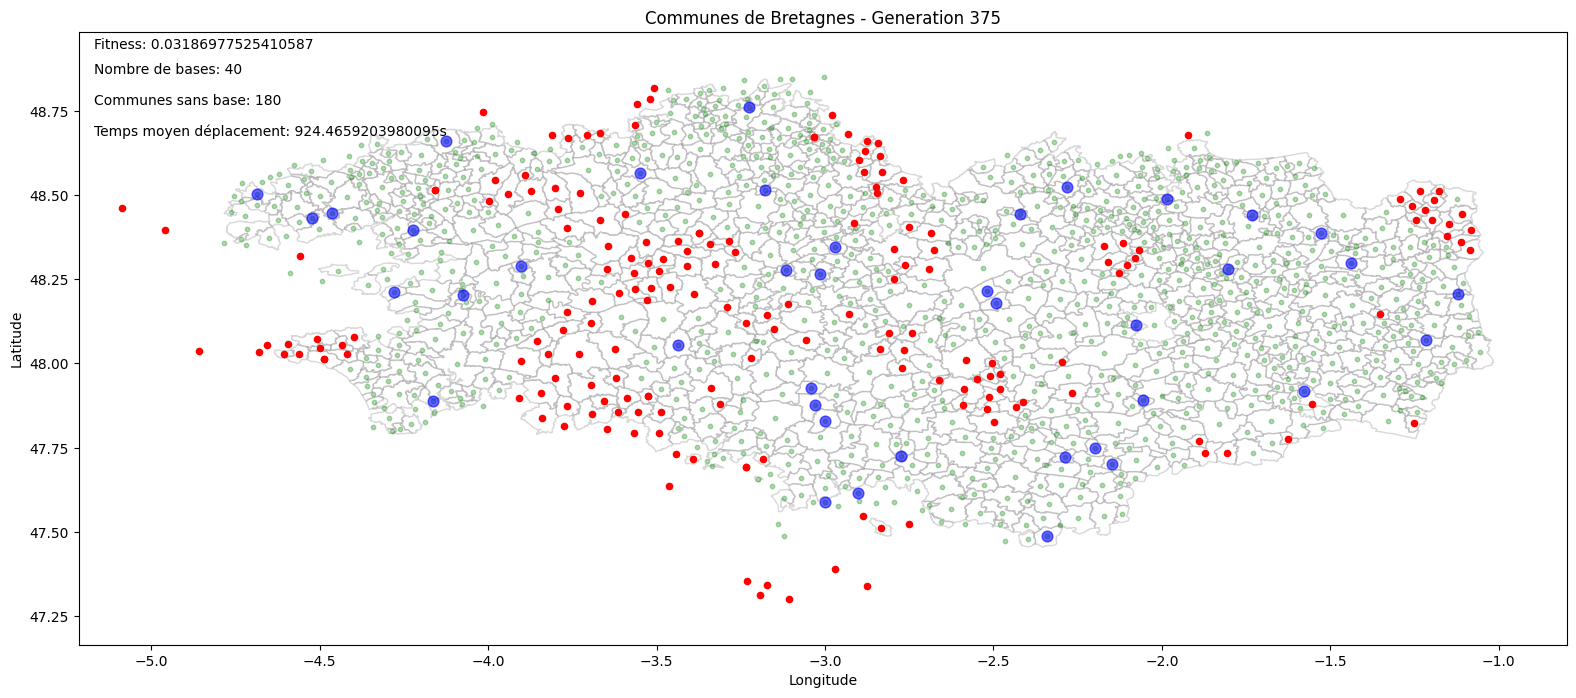 Communes de Bretagnes - Generation 375
Fitness: 0.03186977525410587
Nombre de bases: 40
Communes sans base: 180
Temps moyen déplacement: 924.4659203980095s
48.75
48.50
48.25
48.00
47.75
47.50
47.25
Latitude
−5.0 −4.5 −4.0 −3.5 −3.0 −2.5 −2.0 −1.5 −1.0
Longitude